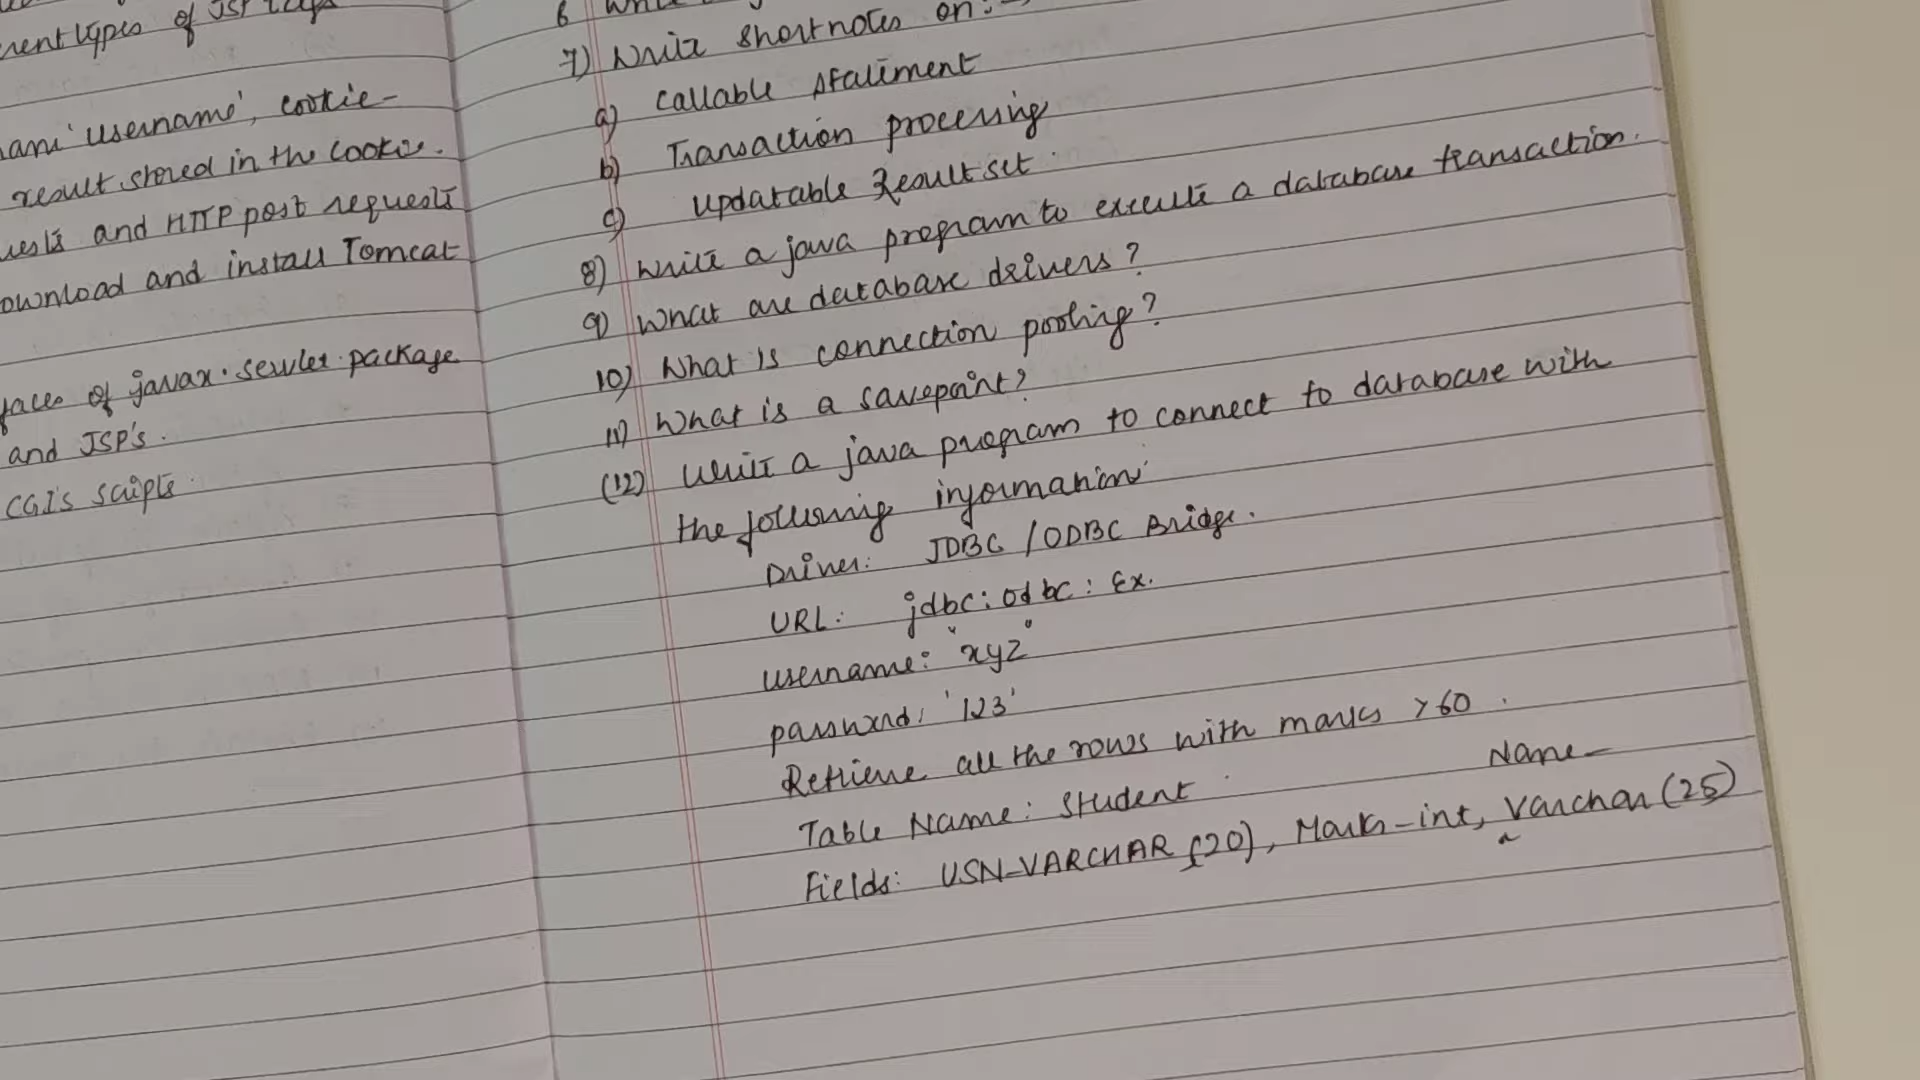 types of JSP
'username', cookie-
result stored in the cookie.
and HTTP post requests
ownload and install Tomcat
faces of javax.servlet.package
and JSP's.
CGI's scripts
6
7) Write short notes on:-
a) Callable Statement
b) Transaction processing
c) Updatable Result set.
8) Write a java program to execute a database transaction.
9) What are database drivers?
10) What is connection pooling?
11) What is a savepoint?
(12) Write a java program to connect to database with
the following information
Driver: JDBC / ODBC Bridge.
URL: jdbc:odbc:Ex.
username: "xyz"
password: '123'
Retrieve all the rows with marks >60.
Table Name: Student.
Fields: USN-VARCHAR (20), Marks-int, Name- Varchar (25)